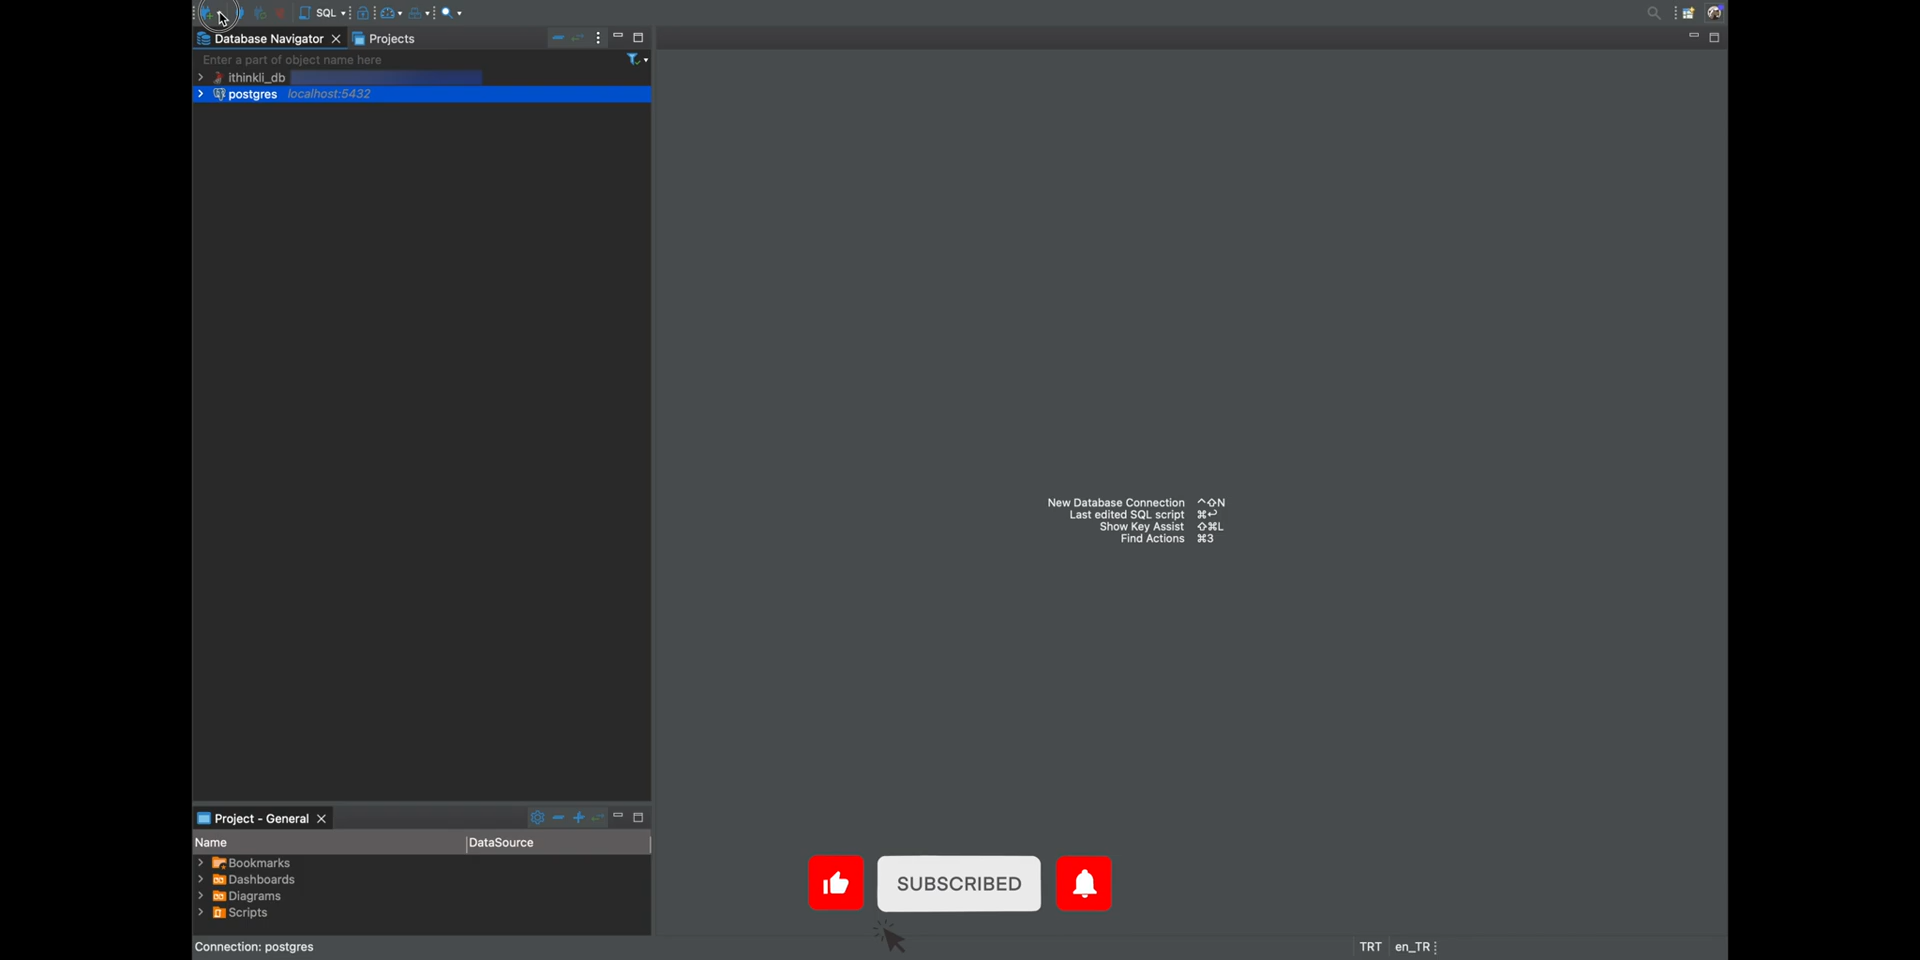 SQL
Database Navigator
Projects
Enter a part of object name here
ithinkli_db
postgres localhost:5432
New Database Connection ^⇧N
Last edited SQL script ⌘↩
Show Key Assist ⇧⌘L
Find Actions ⌘3
Project - General
Name DataSource
Bookmarks
Dashboards
Diagrams
Scripts
SUBSCRIBED
Connection: postgres
TRT en_TR